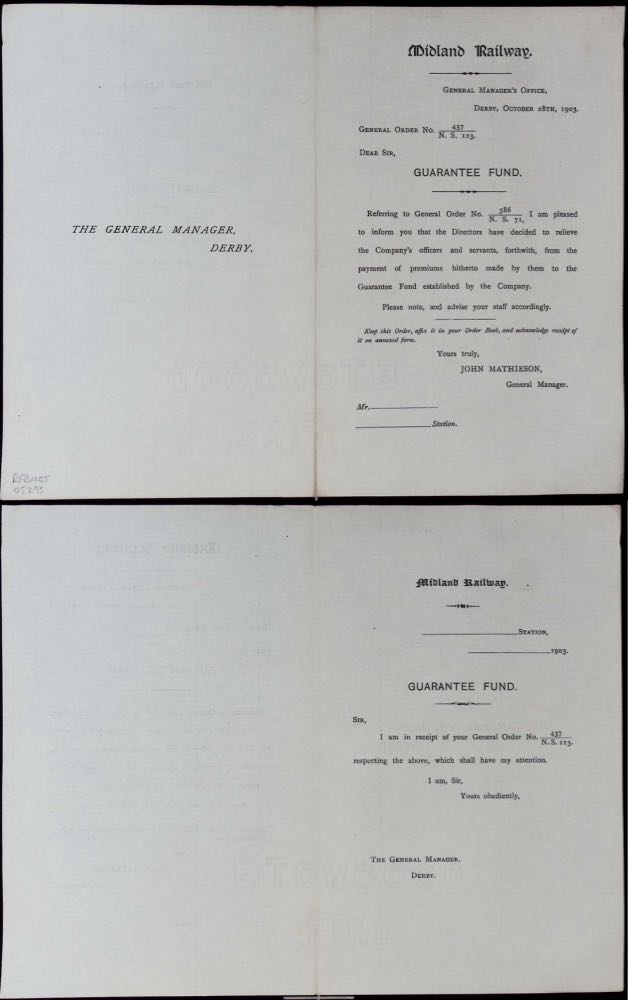 THE GENERAL MANAGER,
DERBY.
RFBMCT
05295
Midland Railway.
GENERAL MANAGER'S OFFICE,
DERBY, OCTOBER 28TH, 1903.
GENERAL ORDER NO. 437
N. S. 123.
DEAR SIR,
GUARANTEE FUND.
Referring to General Order No. 386
N. S. 71, I am pleased
to inform you that the Directors have decided to relieve
the Company's officers and servants, forthwith, from the
payment of premiums hitherto made by them to the
Guarantee Fund established by the Company.
Please note, and advise your staff accordingly.
Keep this Order, affix it in your Order Book, and acknowledge receipt of
it on annexed form.
Yours truly,
JOHN MATHIESON,
General Manager.
Mr.
Station.
Midland Railway.
STATION,
1903.
GUARANTEE FUND.
SIR,
I am in receipt of your General Order No. 437
N.S. 123.
respecting the above, which shall have my attention.
I am, Sir,
Yours obediently,
THE GENERAL MANAGER,
DERBY.